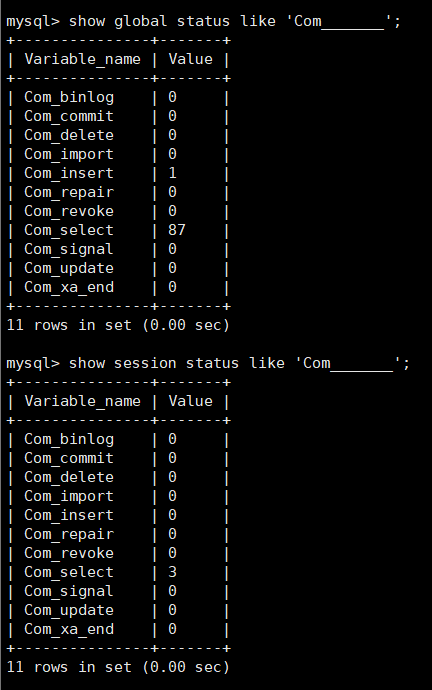 mysql> show global status like 'Com_______';
+---------------+-------+
| Variable_name | Value |
+---------------+-------+
| Com_binlog    | 0     |
| Com_commit    | 0     |
| Com_delete    | 0     |
| Com_import    | 0     |
| Com_insert    | 1     |
| Com_repair    | 0     |
| Com_revoke    | 0     |
| Com_select    | 87    |
| Com_signal    | 0     |
| Com_update    | 0     |
| Com_xa_end    | 0     |
+---------------+-------+
11 rows in set (0.00 sec)

mysql> show session status like 'Com_______';
+---------------+-------+
| Variable_name | Value |
+---------------+-------+
| Com_binlog    | 0     |
| Com_commit    | 0     |
| Com_delete    | 0     |
| Com_import    | 0     |
| Com_insert    | 0     |
| Com_repair    | 0     |
| Com_revoke    | 0     |
| Com_select    | 3     |
| Com_signal    | 0     |
| Com_update    | 0     |
| Com_xa_end    | 0     |
+---------------+-------+
11 rows in set (0.00 sec)